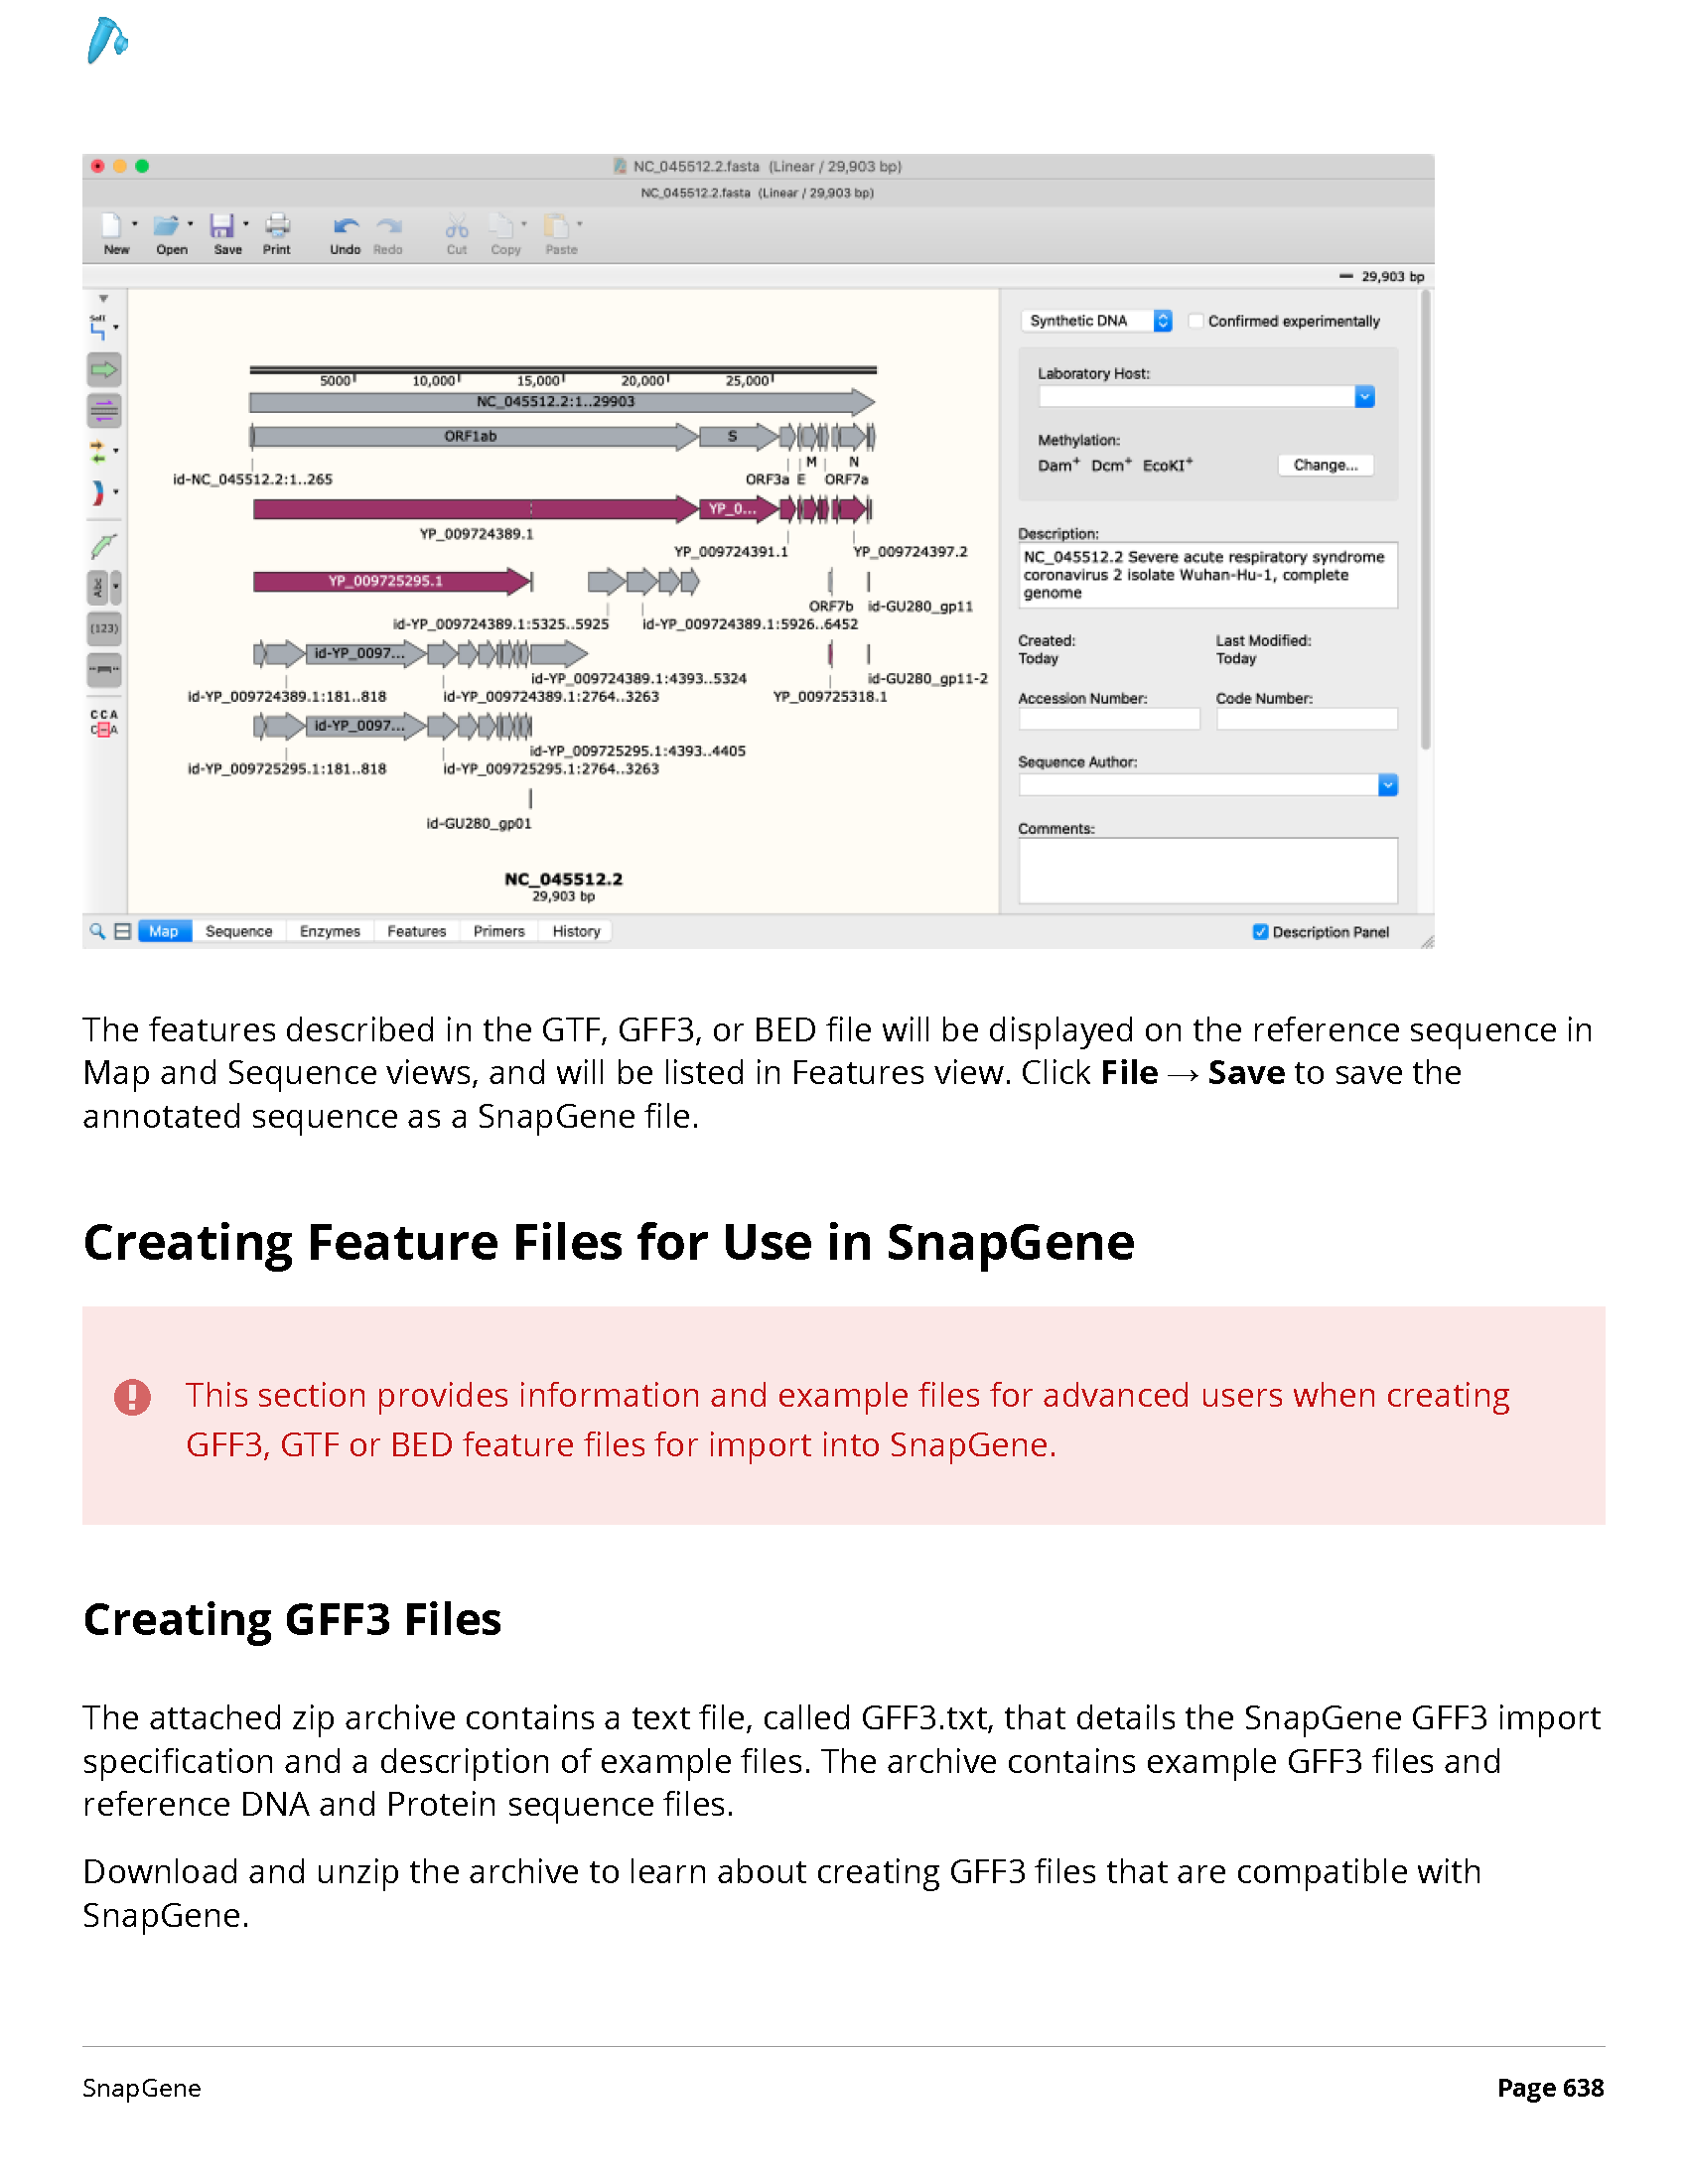 NC_045512.2.fasta (Linear / 29,903 bp)
NC_045512.2.fasta (Linear / 29,903 bp)
New Open Save Print Undo Redo Cut Copy Paste
29,903 bp
Synthetic DNA Confirmed experimentally
Laboratory Host:
Methylation:
Dam+ Dcm+ EcoKI+ Change...
Description:
NC_045512.2 Severe acute respiratory syndrome
coronavirus 2 isolate Wuhan-Hu-1, complete
genome
Created: Last Modified:
Today Today
Accession Number: Code Number:
Sequence Author:
Comments:
5000 10,000 15,000 20,000 25,000
NC_045512.2:1..29903
ORF1ab S
M N
id-NC_045512.2:1..265 ORF3a E ORF7a
YP_0...
YP_009724389.1
YP_009724391.1 YP_009724397.2
YP_009725295.1
ORF7b id-GU280_gp11
id-YP_009724389.1:5325..5925 id-YP_009724389.1:5926..6452
id-YP_0097...
id-YP_009724389.1:4393..5324 id-GU280_gp11-2
id-YP_009724389.1:181..818 id-YP_009724389.1:2764..3263 YP_009725318.1
id-YP_0097...
id-YP_009725295.1:4393..4405
id-YP_009725295.1:181..818 id-YP_009725295.1:2764..3263
id-GU280_gp01
NC_045512.2
29,903 bp
Abc
(123)
CCA
C-A
Map Sequence Enzymes Features Primers History Description Panel
The features described in the GTF, GFF3, or BED file will be displayed on the reference sequence in
Map and Sequence views, and will be listed in Features view. Click File → Save to save the
annotated sequence as a SnapGene file.
Creating Feature Files for Use in SnapGene
This section provides information and example files for advanced users when creating
GFF3, GTF or BED feature files for import into SnapGene.
Creating GFF3 Files
The attached zip archive contains a text file, called GFF3.txt, that details the SnapGene GFF3 import
specification and a description of example files. The archive contains example GFF3 files and
reference DNA and Protein sequence files.
Download and unzip the archive to learn about creating GFF3 files that are compatible with
SnapGene.
SnapGene Page 638